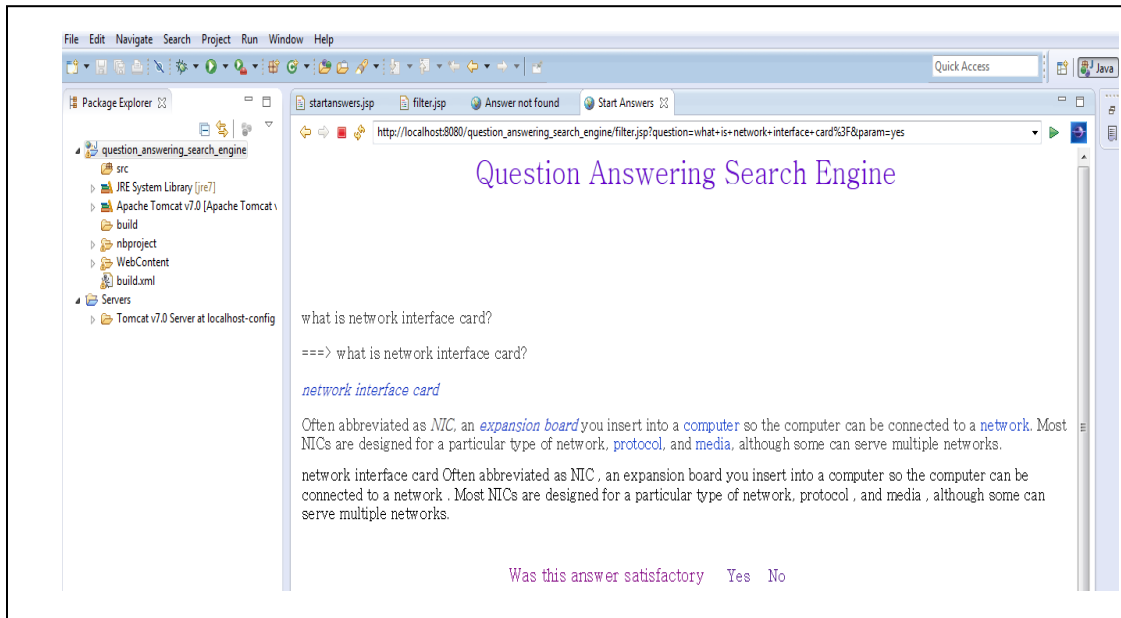 File Edit Navigate Search Project Run Window Help
Quick Access
Java
Package Explorer
startanswers.jsp
filter.jsp
Answer not found
Start Answers
http://localhost:8080/question_answering_search_engine/filter.jsp?question=what+is+network+interface+card%3F&param=yes
question_answering_search_engine
src
JRE System Library [jre7]
Apache Tomcat v7.0 [Apache Tomcat v
build
nbproject
WebContent
build.xml
Servers
Tomcat v7.0 Server at localhost-config
Question Answering Search Engine
what is network interface card?
===> what is network interface card?
network interface card
Often abbreviated as NIC, an expansion board you insert into a computer so the computer can be connected to a network. Most
NICs are designed for a particular type of network, protocol, and media, although some can serve multiple networks.
network interface card Often abbreviated as NIC , an expansion board you insert into a computer so the computer can be
connected to a network . Most NICs are designed for a particular type of network, protocol , and media , although some can
serve multiple networks.
Was this answer satisfactory Yes No